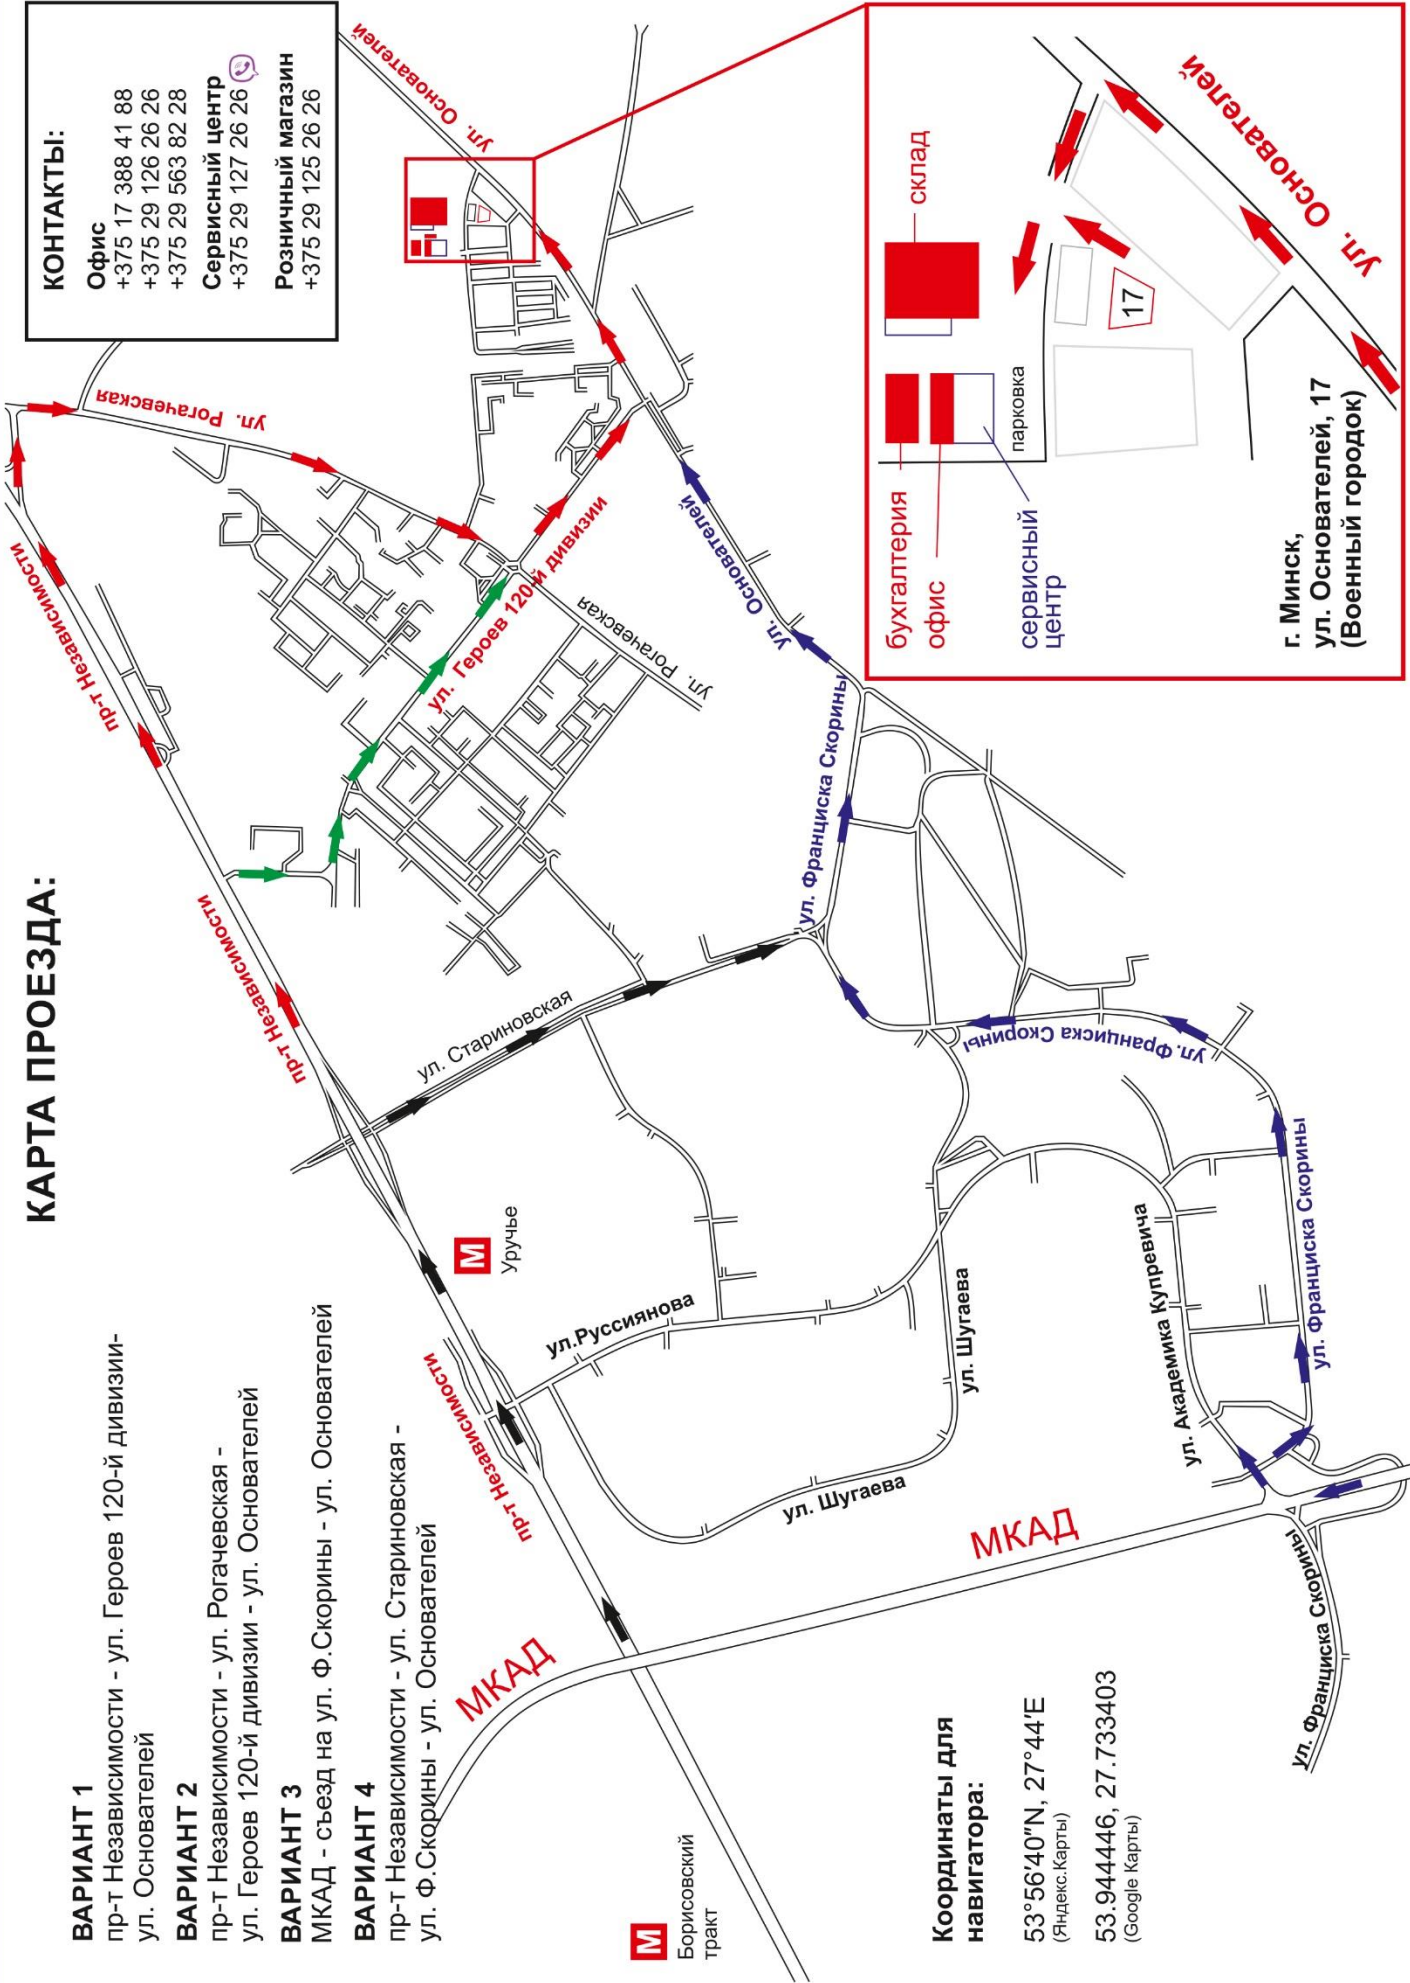 КАРТА ПРОЕЗДА:
ВАРИАНТ 1
пр-т Независимости - ул. Героев 120-й дивизии-
ул. Основателей
ВАРИАНТ 2
пр-т Независимости - ул. Рогачевская -
ул. Героев 120-й дивизии - ул. Основателей
ВАРИАНТ 3
МКАД - съезд на ул. Ф.Скорины - ул. Основателей
ВАРИАНТ 4
пр-т Независимости - ул. Стариновская -
ул. Ф.Скорины - ул. Основателей
КОНТАКТЫ:
Офис
+375 17 388 41 88
+375 29 126 26 26
+375 29 563 82 28
Сервисный центр
+375 29 127 26 26
Розничный магазин
+375 29 125 26 26
пр-т Независимости
пр-т Независимости
пр-т Независимости
ул. Рогачевская
ул. Основателей
ул. Героев 120-й дивизии
ул. Рогачевская
ул. Стариновская
М
Уручье
ул.Руссиянова
ул. Основателей
ул. Франциска Скорины
ул.Франциска Скорины
ул. Шугаева
ул. Шугаева
ул. Академика Купревича
ул. Франциска Скорины
МКАД
МКАД
ул. Франциска Скорины
М
Борисовский
тракт
Координаты для
навигатора:
53°56'40"N, 27°44'E
(Яндекс.Карты)
53.944446, 27.733403
(Google Карты)
бухгалтерия
офис
склад
сервисный
центр
парковка
17
ул. Основателей
г. Минск,
ул. Основателей, 17
(Военный городок)